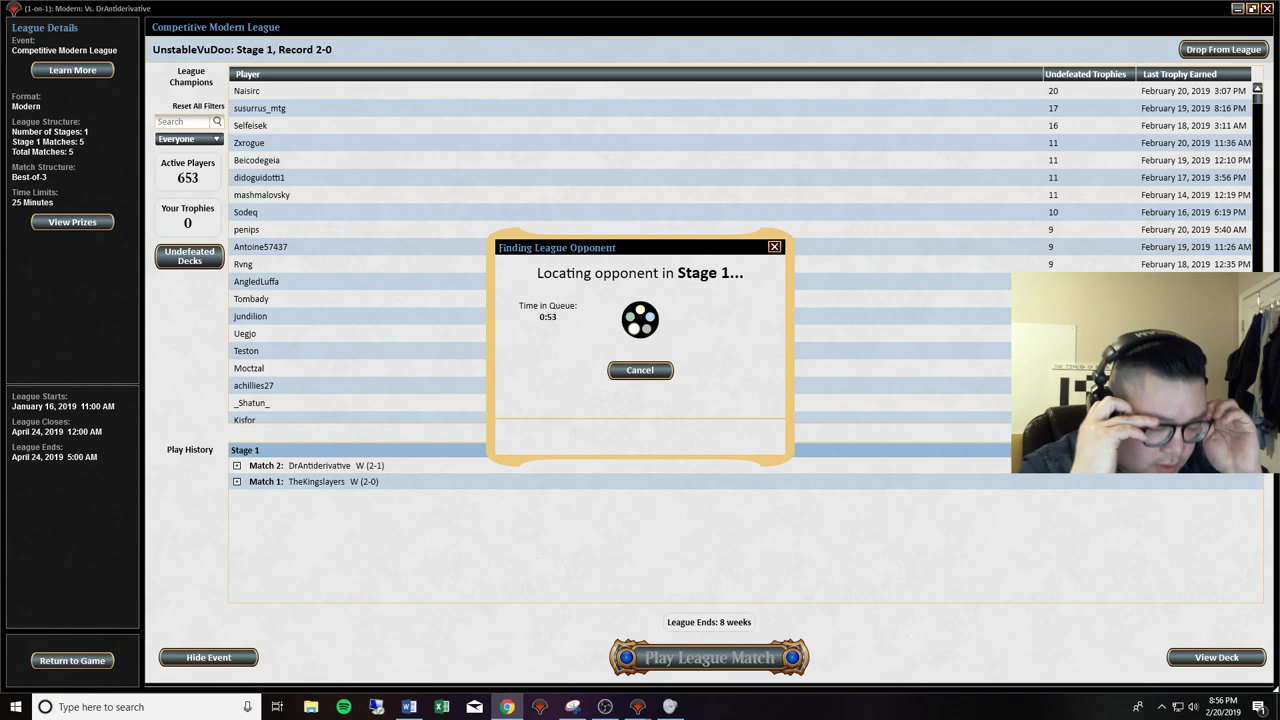 (1-on-1): Modern: Vs. DrAntiderivative
League Details
Event:
Competitive Modern League
Learn More
Format:
Modern
League Structure:
Number of Stages: 1
Stage 1 Matches: 5
Total Matches: 5
Match Structure:
Best-of-3
Time Limits:
25 Minutes
View Prizes
League Starts:
January 16, 2019 11:00 AM
League Closes:
April 24, 2019 12:00 AM
League Ends:
April 24, 2019 5:00 AM
Return to Game
Competitive Modern League
UnstableVuDoo: Stage 1, Record 2-0
Drop From League
League
Champions
Reset All Filters
Search
Everyone
Active Players
653
Your Trophies
0
Undefeated
Decks
Player Undefeated Trophies Last Trophy Earned
Naisirc 20 February 20, 2019 3:07 PM
susurrus_mtg 17 February 19, 2019 8:16 PM
Selfeisek 16 February 18, 2019 3:11 AM
Zxrogue 11 February 20, 2019 11:36 AM
Beicodegeia 11 February 19, 2019 12:10 PM
didoguidotti1 11 February 17, 2019 3:56 PM
mashmalovsky 11 February 14, 2019 12:19 PM
Sodeq 10 February 16, 2019 6:19 PM
penips 9 February 20, 2019 5:40 AM
Antoine57437 9 February 19, 2019 11:26 AM
Rvng 9 February 18, 2019 12:35 PM
AngledLuffa
Tombady
jundilion
Uegjo
Teston
Moctzal
achillies27
_Shatun_
Kisfor
Finding League Opponent
Locating opponent in Stage 1...
Time in Queue:
0:53
Cancel
Play History
Stage 1
Match 2: DrAntiderivative W (2-1)
Match 1: TheKingslayers W (2-0)
League Ends: 8 weeks
Hide Event
Play League Match
View Deck
Type here to search
8:56 PM
2/20/2019